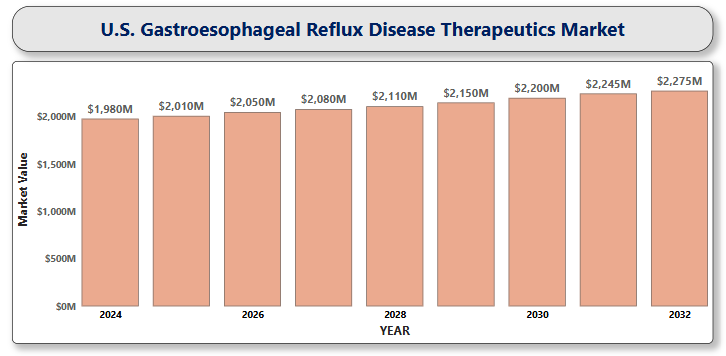 U.S. Gastroesophageal Reflux Disease Therapeutics Market
$1,980M
$2,010M
$2,050M
$2,080M
$2,110M
$2,150M
$2,200M
$2,245M
$2,275M
$2,000M
$1,500M
$1,000M
$500M
$0M
Market Value
2024
2026
2028
2030
2032
YEAR